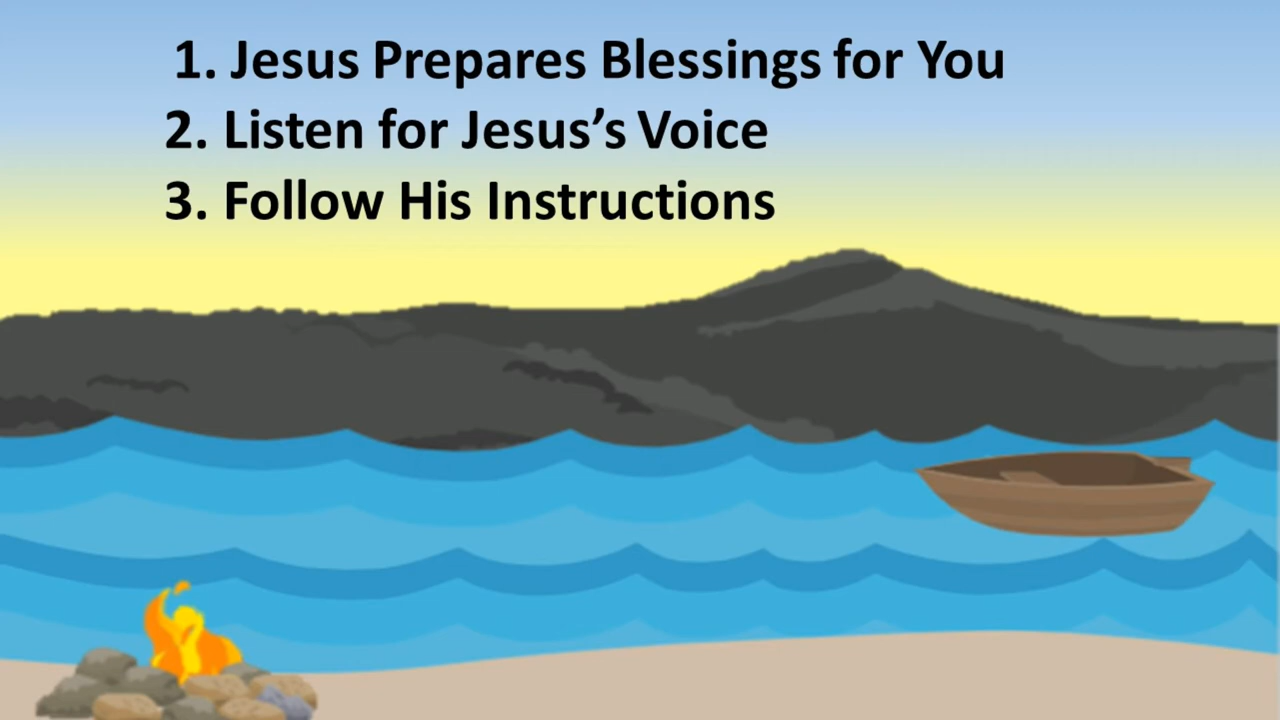 1. Jesus Prepares Blessings for You
2. Listen for Jesus’s Voice
3. Follow His Instructions